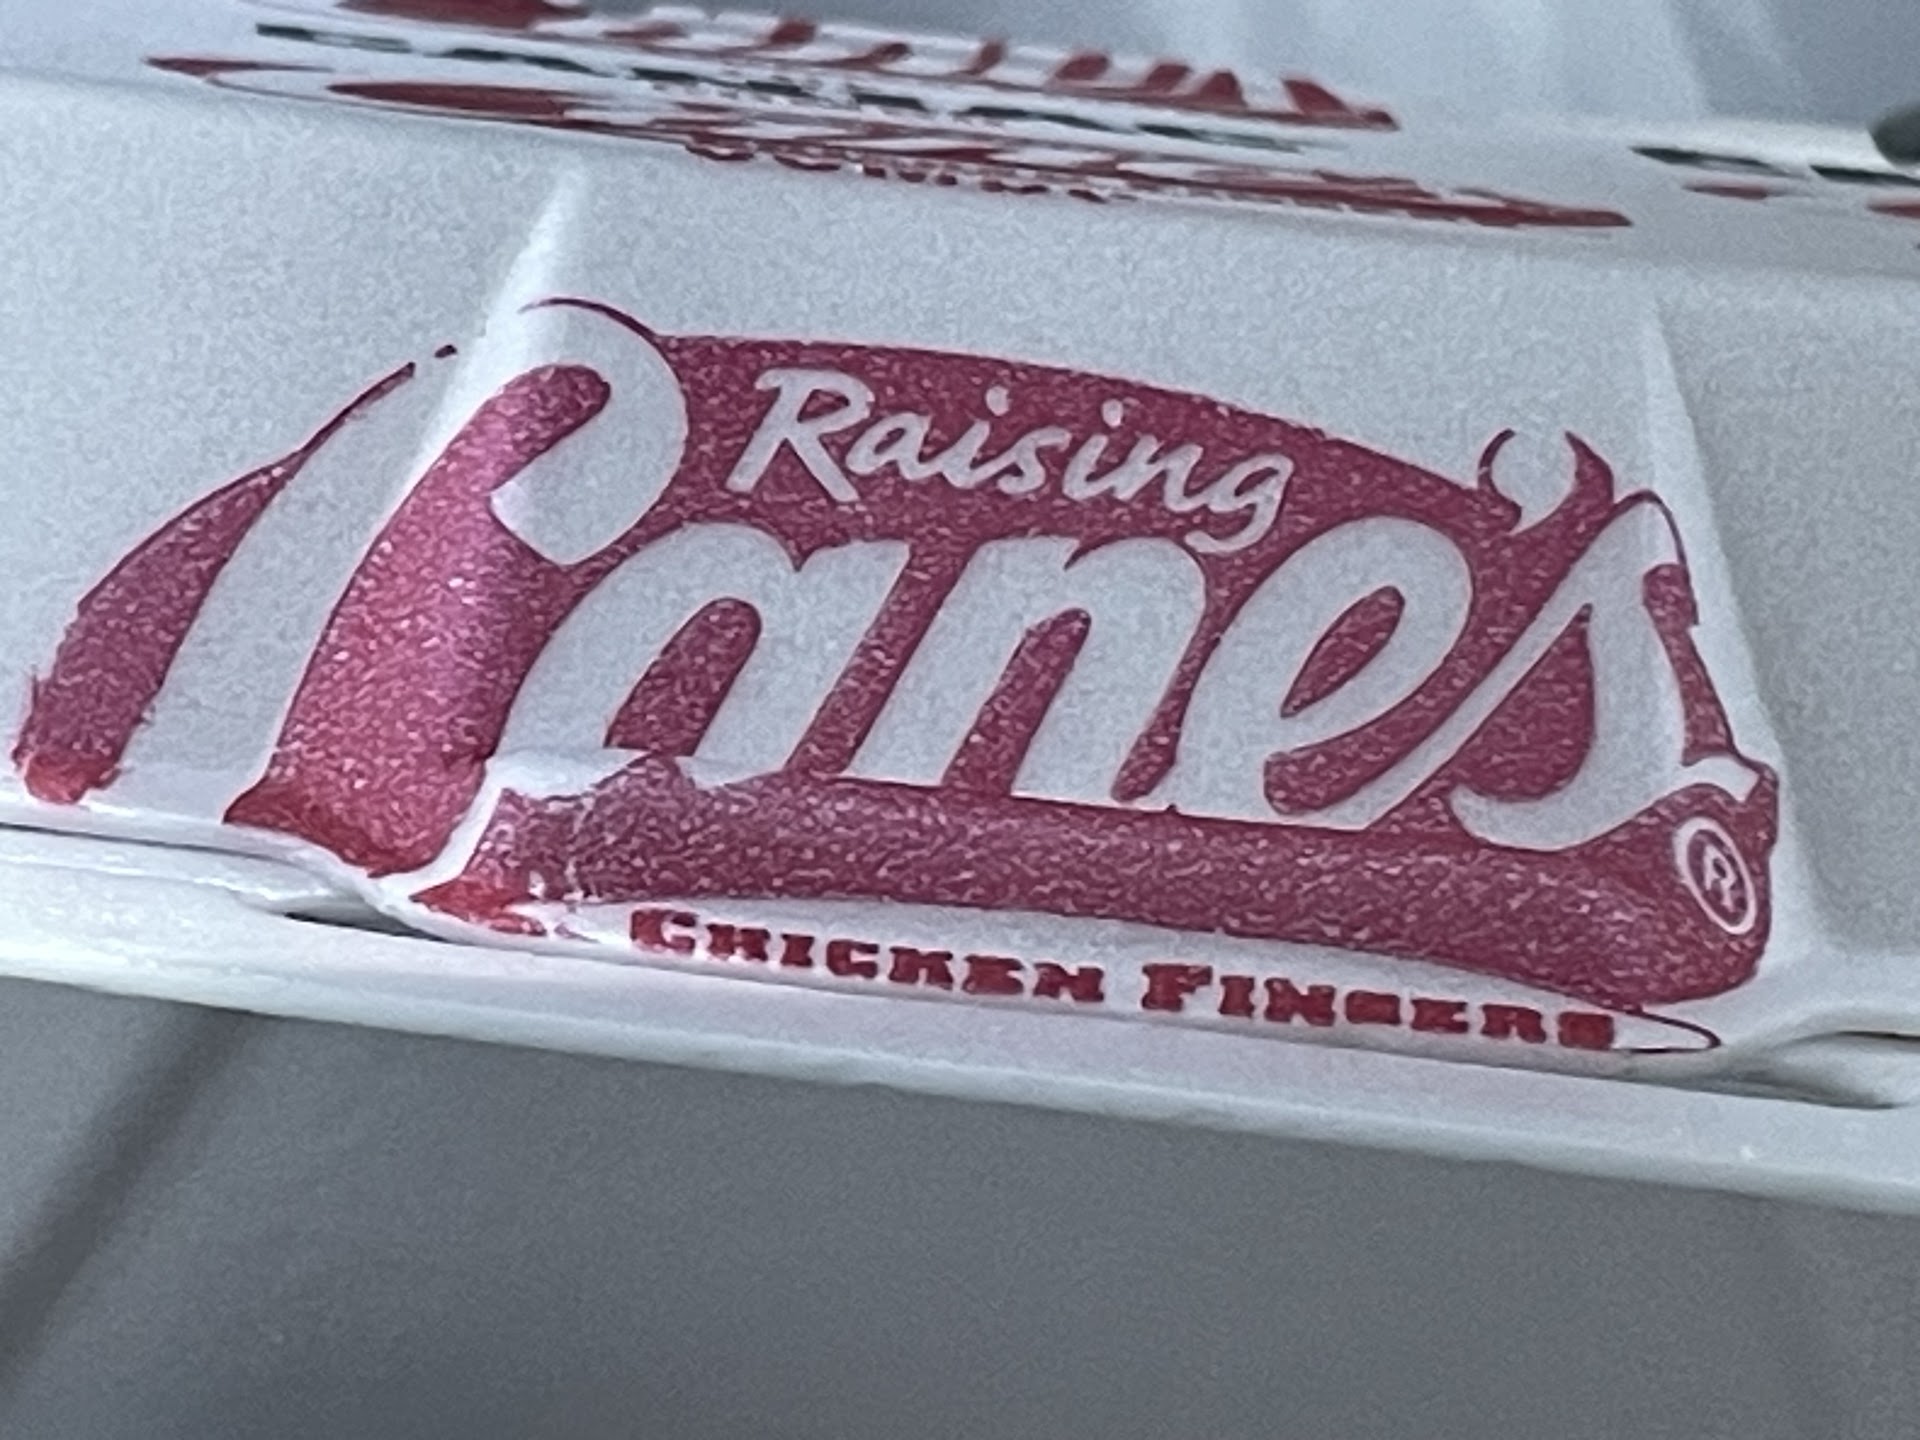 Raising
Cane's
®
CHICKEN FINGERS